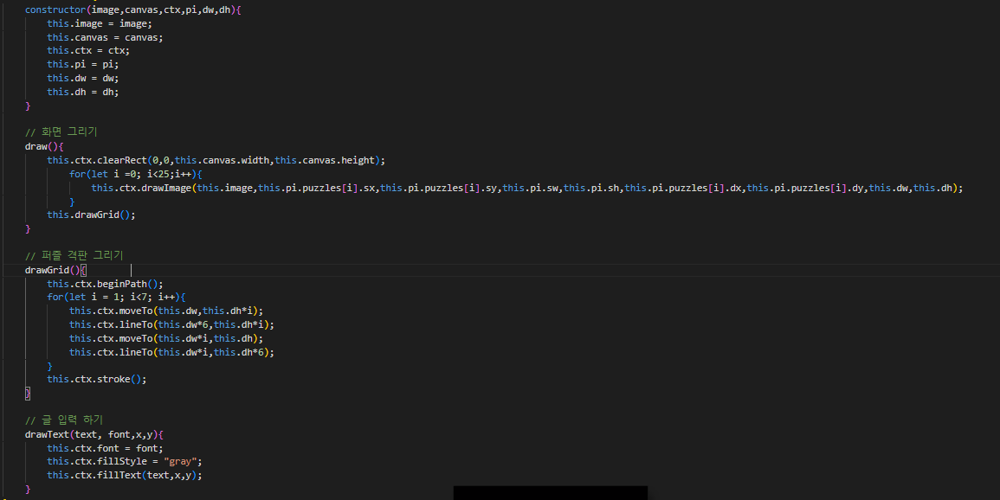 constructor(image,canvas,ctx,pi,dw,dh){
this.image = image;
this.canvas = canvas;
this.ctx = ctx;
this.pi = pi;
this.dw = dw;
this.dh = dh;
}
// 화면 그리기
draw(){
this.ctx.clearRect(0,0,this.canvas.width,this.canvas.height);
for(let i =0; i<25;i++){
this.ctx.drawImage(this.image,this.pi.puzzles[i].sx,this.pi.puzzles[i].sy,this.pi.sw,this.pi.sh,this.pi.puzzles[i].dx,this.pi.puzzles[i].dy,this.dw,this.dh);
}
this.drawGrid();
}
// 퍼즐 격판 그리기
drawGrid(){
this.ctx.beginPath();
for(let i = 1; i<7; i++){
this.ctx.moveTo(this.dw,this.dh*i);
this.ctx.lineTo(this.dw*6,this.dh*i);
this.ctx.moveTo(this.dw*i,this.dh);
this.ctx.lineTo(this.dw*i,this.dh*6);
}
this.ctx.stroke();
}
// 글 입력 하기
drawText(text, font,x,y){
this.ctx.font = font;
this.ctx.fillStyle = "gray";
this.ctx.fillText(text,x,y);
}